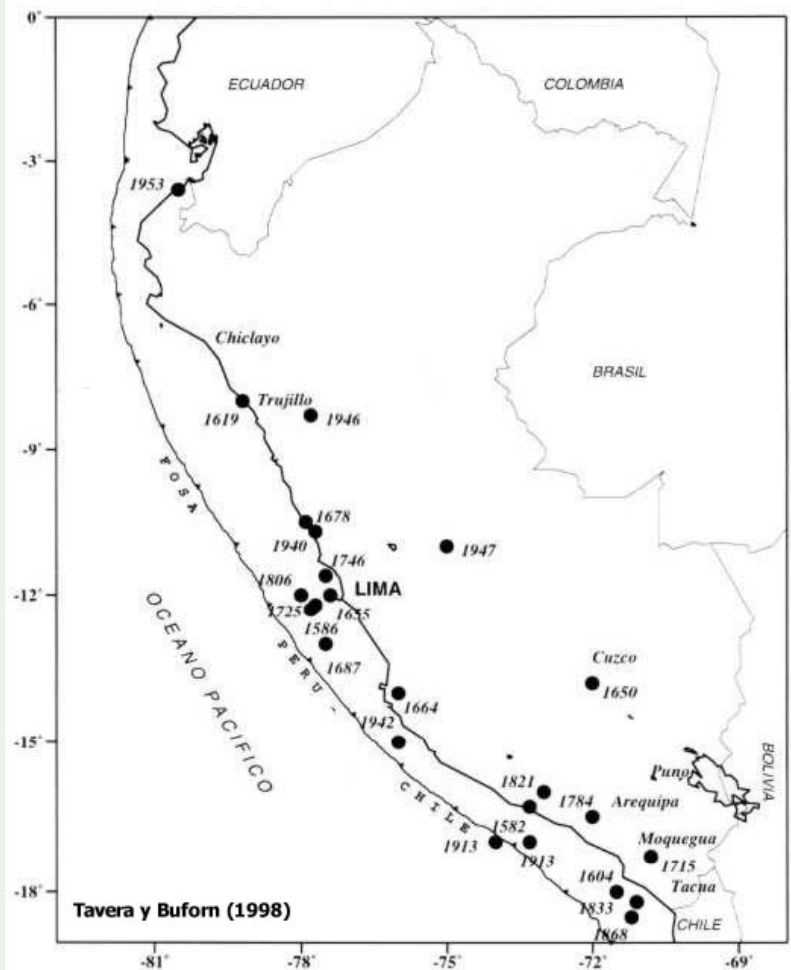 0˚
ECUADOR
COLOMBIA
-3˚
1953
-6˚
Chiclayo
BRASIL
Trujillo
1619
1946
-9˚
FOSA
1678
1940
1947
1746
1806
LIMA
-12˚
1725
1655
1586
OCEANO PACIFICO
PERU -
Cuzco
1687
1650
1664
1942
-15˚
BOLIVIA
Puno
1821
CHILE
1784
Arequipa
1582
Moquegua
1913
1913
1715
1604
Tacna
-18˚
1833
Tavera y Buforn (1998)
CHILE
1868
-81˚
-78˚
-75˚
-72˚
-69˚